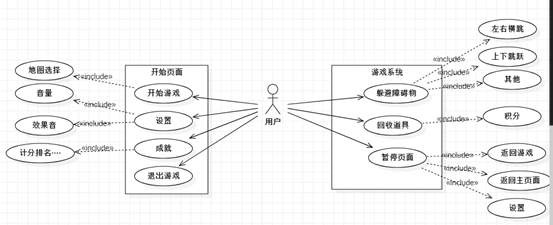 开始页面
地图选择
«include»
开始游戏
音量
«include»
设置
效果音
«include»
成就
计分排名····
«include»
退出游戏
用户
游戏系统
左右横跳
«include»
上下跳跃
«include»
躲避障碍物
其他
«include»
回收道具
积分
«include»
暂停页面
返回游戏
«include»
返回主页面
«include»
设置
«include»